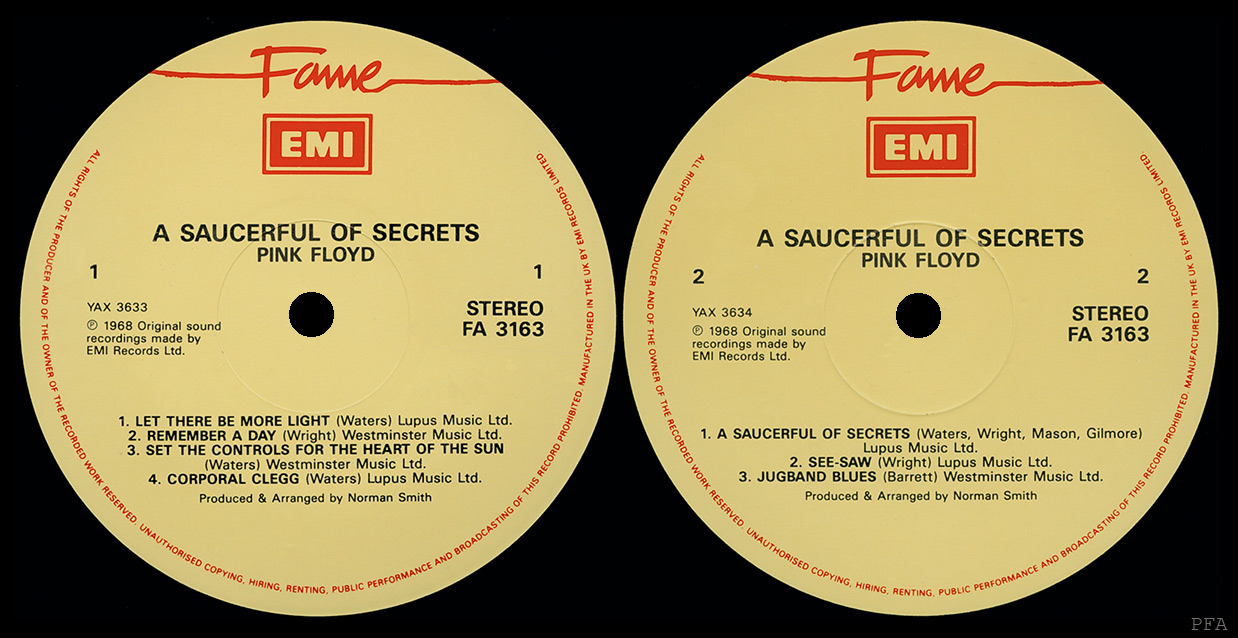 Fame
EMI
A SAUCERFUL OF SECRETS
PINK FLOYD
1
1
YAX 3633
Ⓟ 1968 Original sound
recordings made by
EMI Records Ltd.
STEREO
FA 3163
1. LET THERE BE MORE LIGHT (Waters) Lupus Music Ltd.
2. REMEMBER A DAY (Wright) Westminster Music Ltd.
3. SET THE CONTROLS FOR THE HEART OF THE SUN
(Waters) Westminster Music Ltd.
4. CORPORAL CLEGG (Waters) Lupus Music Ltd.
Produced & Arranged by Norman Smith
ALL RIGHTS OF THE PRODUCER AND OF THE OWNER OF THE RECORDED WORK RESERVED. UNAUTHORISED COPYING, HIRING, RENTING, PUBLIC PERFORMANCE AND BROADCASTING OF THIS RECORD PROHIBITED. MANUFACTURED IN THE UK BY EMI RECORDS LIMITED.
Fame
EMI
A SAUCERFUL OF SECRETS
PINK FLOYD
2
2
YAX 3634
Ⓟ 1968 Original sound
recordings made by
EMI Records Ltd.
STEREO
FA 3163
1. A SAUCERFUL OF SECRETS (Waters, Wright, Mason, Gilmore)
Lupus Music Ltd.
2. SEE-SAW (Wright) Lupus Music Ltd.
3. JUGBAND BLUES (Barrett) Westminster Music Ltd.
Produced & Arranged by Norman Smith
ALL RIGHTS OF THE PRODUCER AND OF THE OWNER OF THE RECORDED WORK RESERVED. UNAUTHORISED COPYING, HIRING, RENTING, PUBLIC PERFORMANCE AND BROADCASTING OF THIS RECORD PROHIBITED. MANUFACTURED IN THE UK BY EMI RECORDS LIMITED.
PFA